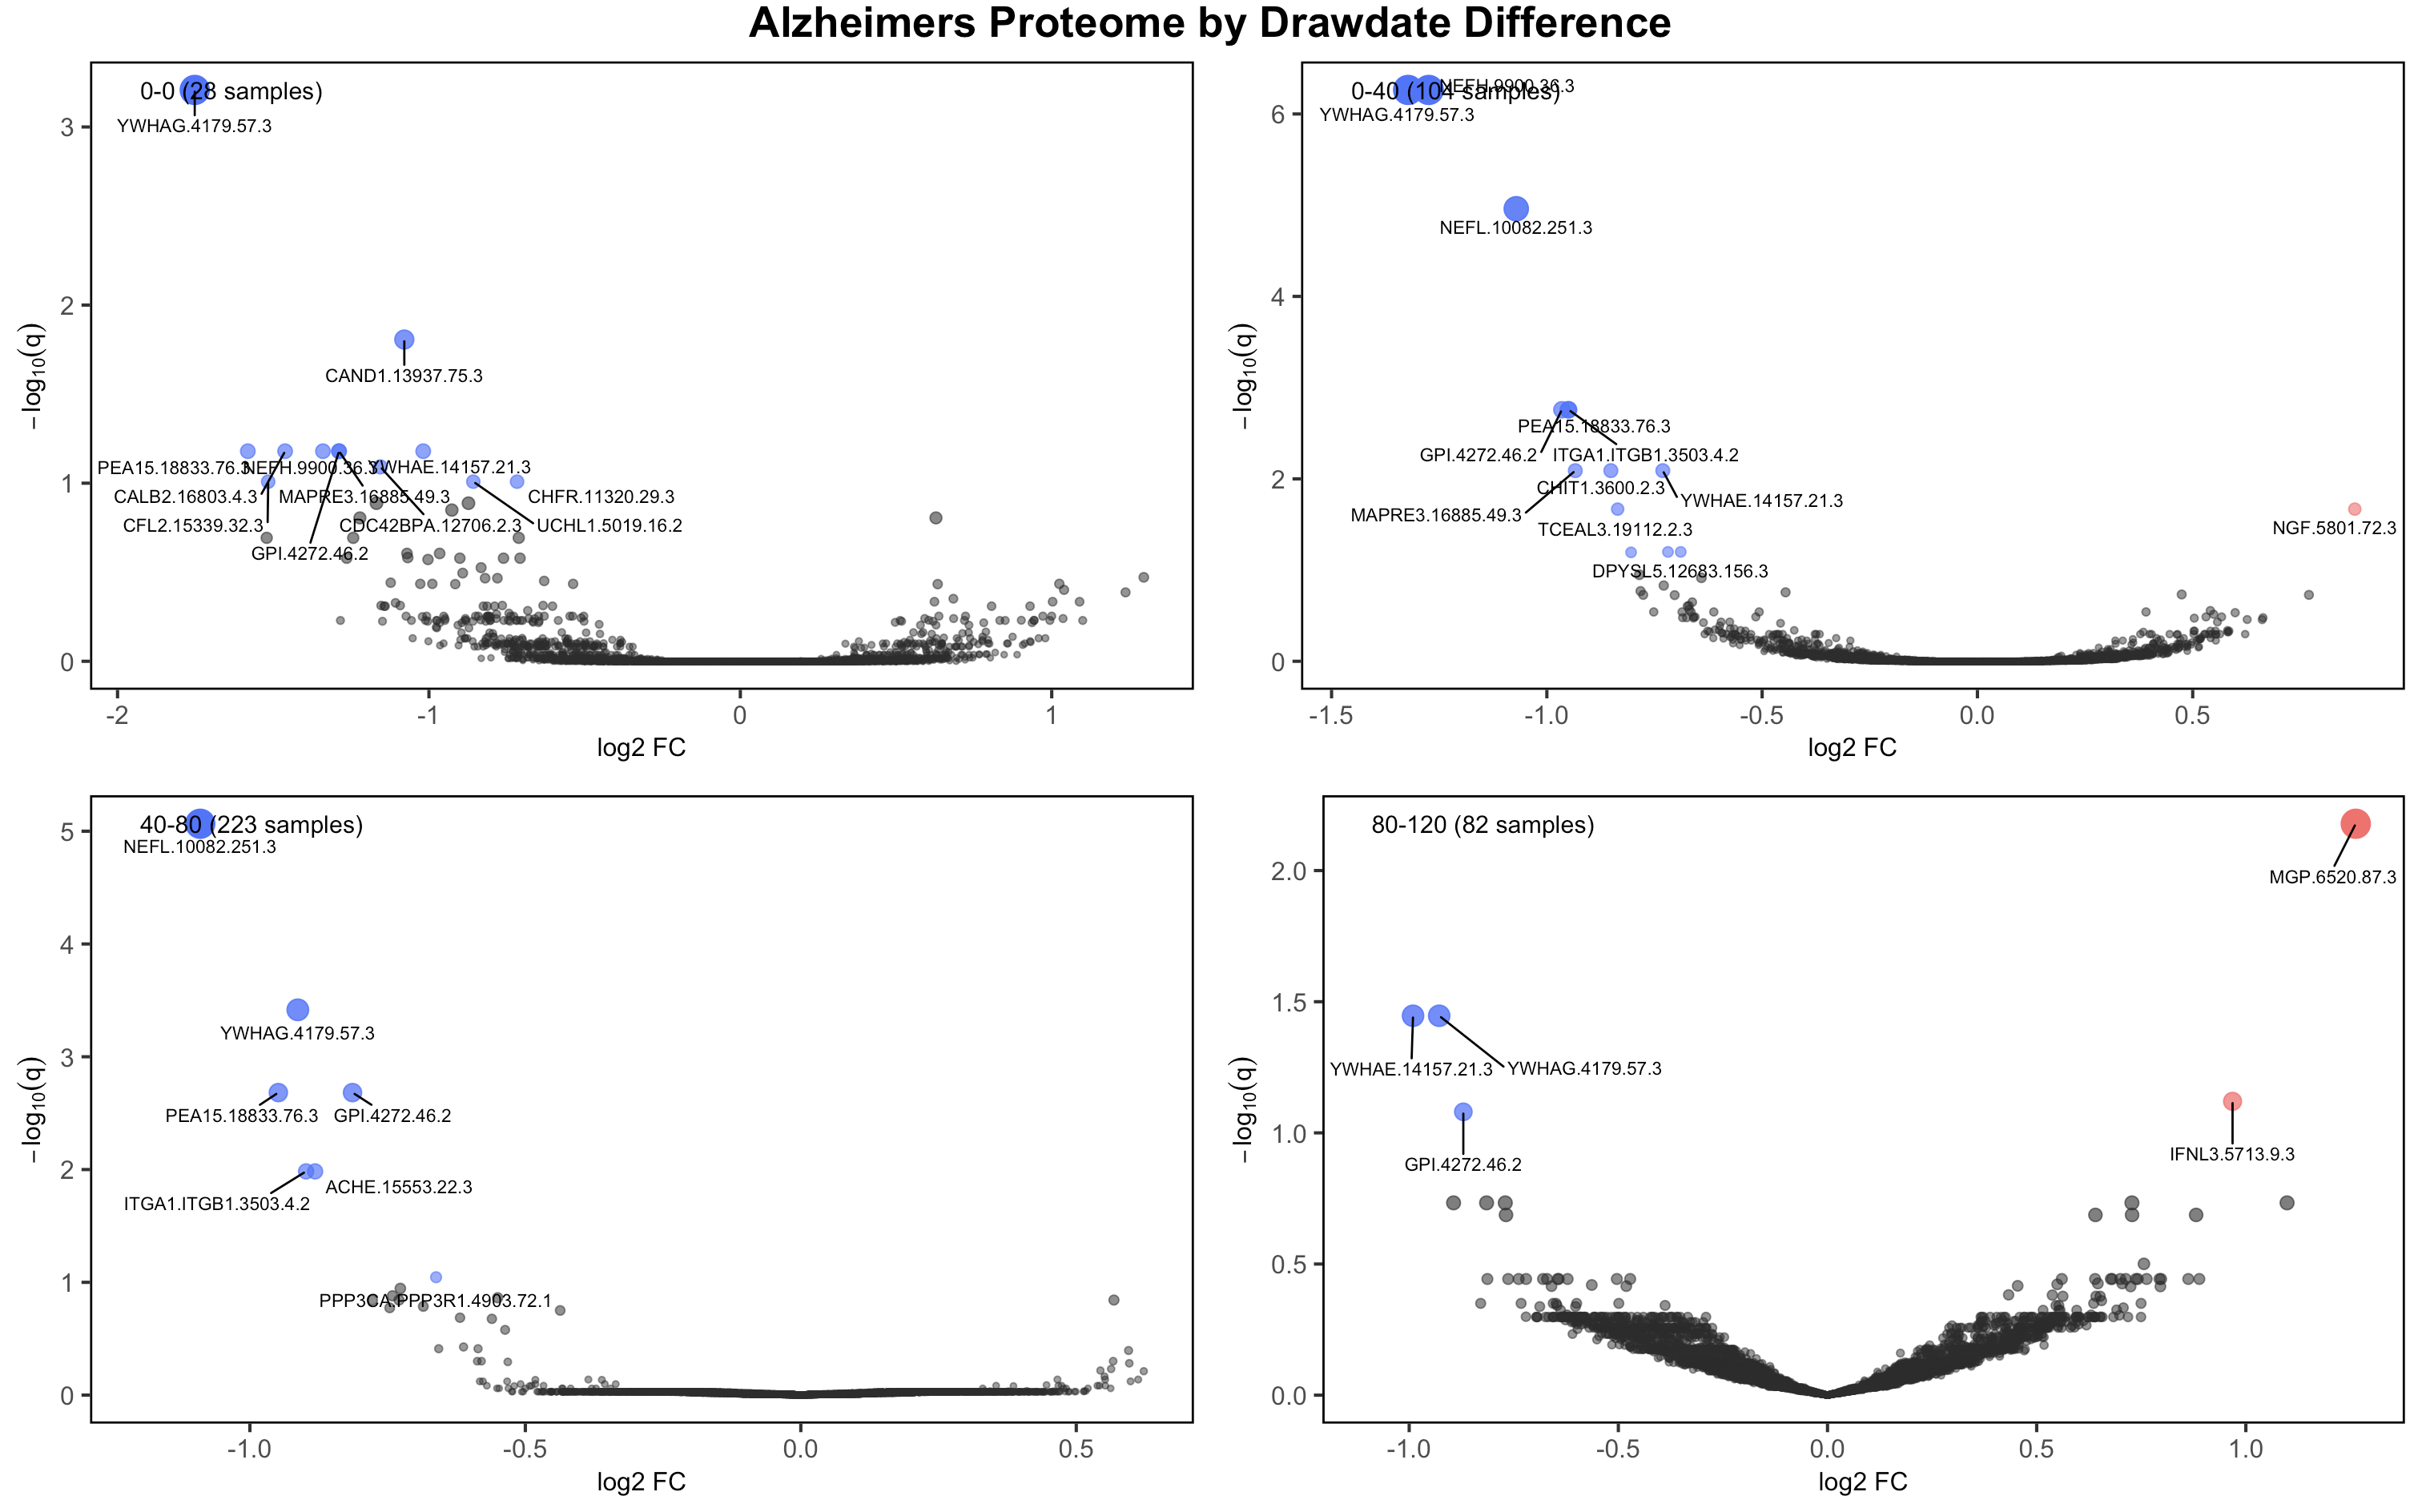 Alzheimers Proteome by Drawdate Difference
0-0 (28 samples)
YWHAG.4179.57.3
CAND1.13937.75.3
PEA15.18833.76.3
NEFH.9900.36.3
YWHAE.14157.21.3
CALB2.16803.4.3
MAPRE3.16885.49.3
CHFR.11320.29.3
CFL2.15339.32.3
CDC42BPA.12706.2.3
UCHL1.5019.16.2
GPI.4272.46.2
−log10(q)
3
2
1
0
-2
-1
0
1
log2 FC
0-40 (104 samples)
NEFH.9900.36.3
YWHAG.4179.57.3
NEFL.10082.251.3
PEA15.18833.76.3
GPI.4272.46.2
ITGA1.ITGB1.3503.4.2
CHIT1.3600.2.3
YWHAE.14157.21.3
MAPRE3.16885.49.3
TCEAL3.19112.2.3
NGF.5801.72.3
DPYSL5.12683.156.3
−log10(q)
6
4
2
0
-1.5
-1.0
-0.5
0.0
0.5
log2 FC
40-80 (223 samples)
NEFL.10082.251.3
YWHAG.4179.57.3
PEA15.18833.76.3
GPI.4272.46.2
ACHE.15553.22.3
ITGA1.ITGB1.3503.4.2
PPP3CA.PPP3R1.4903.72.1
−log10(q)
5
4
3
2
1
0
-1.0
-0.5
0.0
0.5
log2 FC
80-120 (82 samples)
MGP.6520.87.3
YWHAE.14157.21.3
YWHAG.4179.57.3
IFNL3.5713.9.3
GPI.4272.46.2
−log10(q)
2.0
1.5
1.0
0.5
0.0
-1.0
-0.5
0.0
0.5
1.0
log2 FC